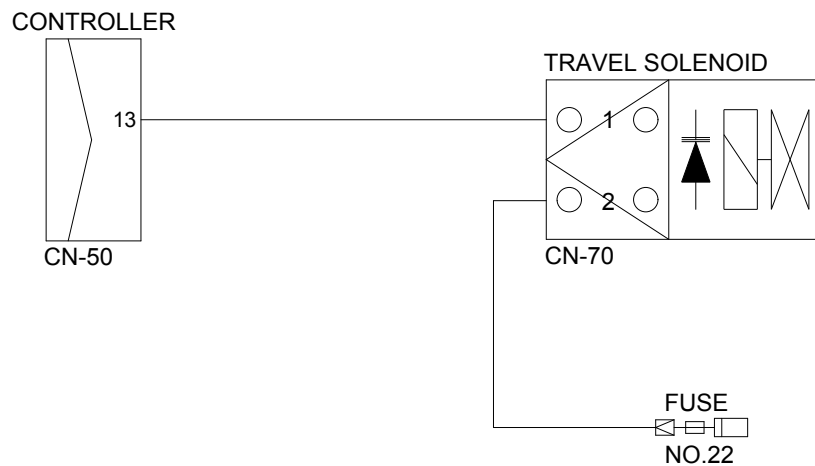 CONTROLLER
13
CN-50
TRAVEL SOLENOID
1
2
CN-70
FUSE
NO.22